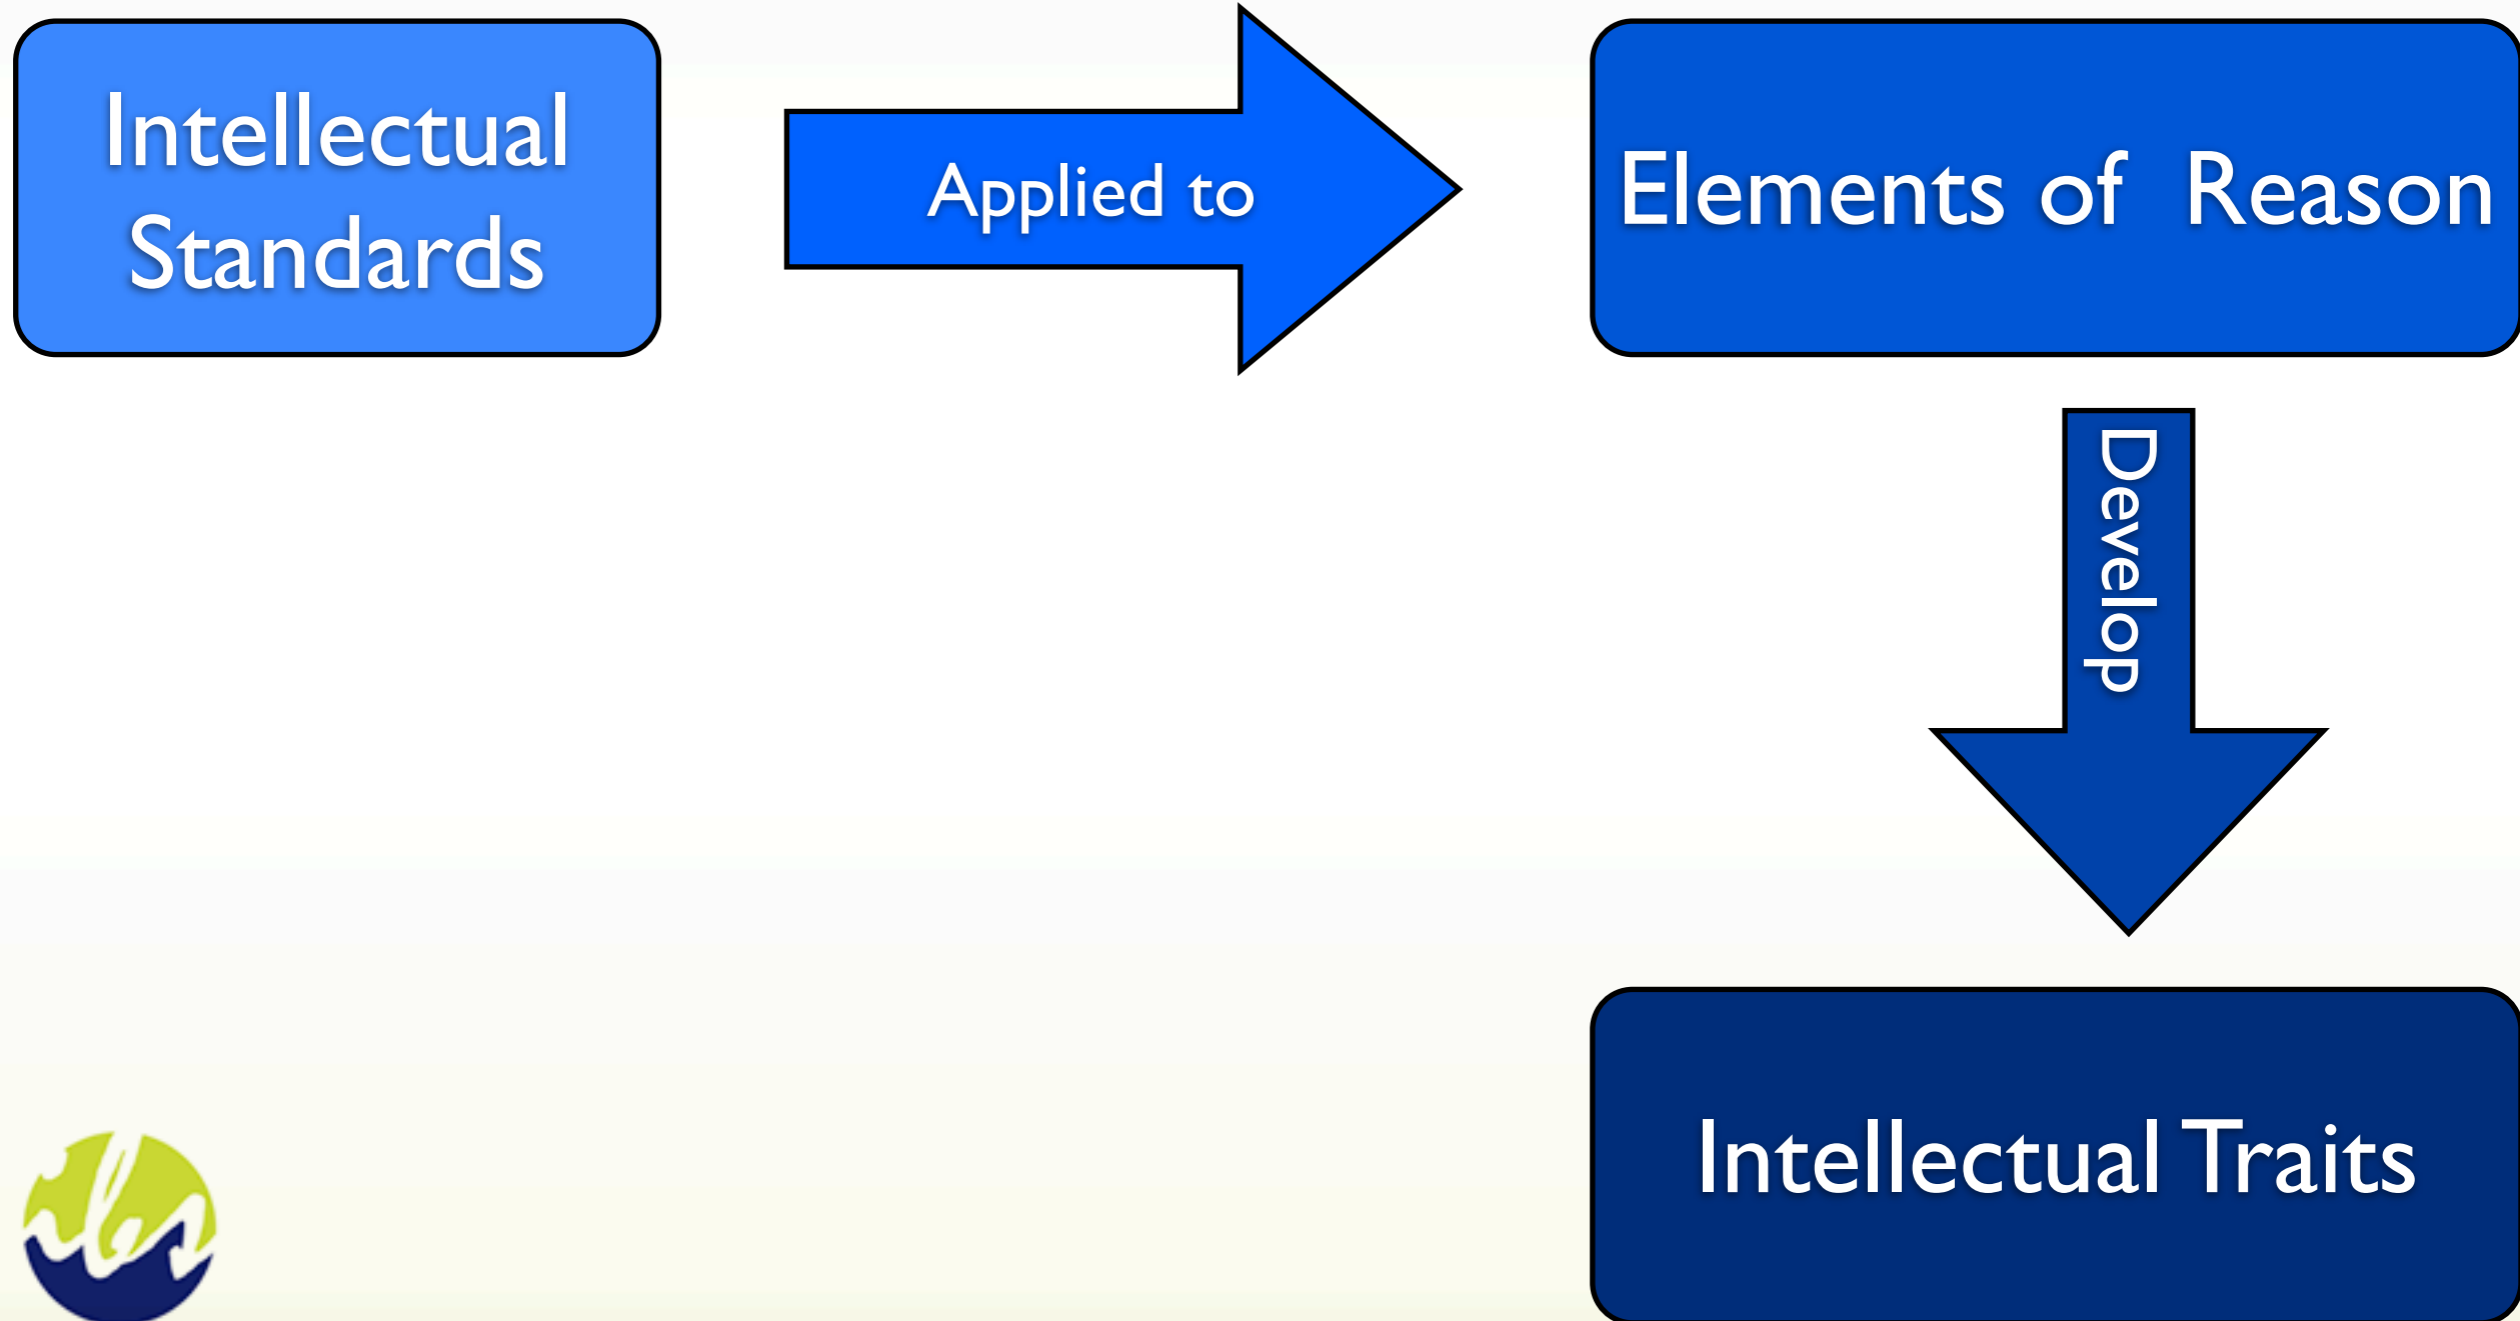 Intellectual
Standards
Applied to
Elements of Reason
Develop
Intellectual Traits